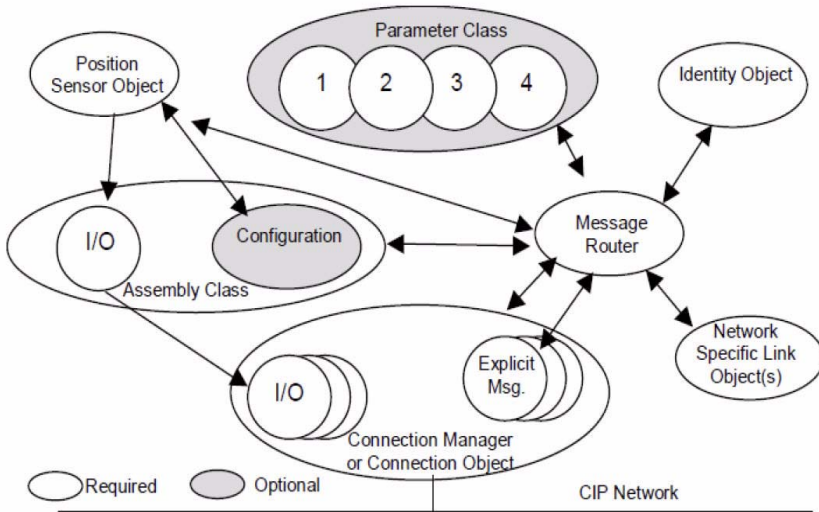 Parameter Class
1
2
3
4
Position
Sensor Object
Identity Object
I/O
Configuration
Assembly Class
Message
Router
Network
Specific Link
Object(s)
I/O
Explicit
Msg.
Connection Manager
or Connection Object
Required
Optional
CIP Network